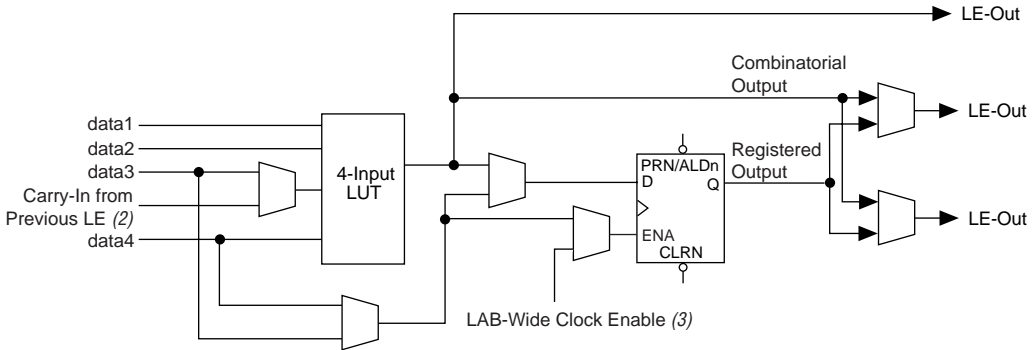 LE-Out
Combinatorial
Output
LE-Out
data1
data2
data3
Carry-In from
Previous LE (2)
data4
4-Input
LUT
PRN/ALDn
D
Q
ENA
CLRN
Registered
Output
LE-Out
LAB-Wide Clock Enable (3)